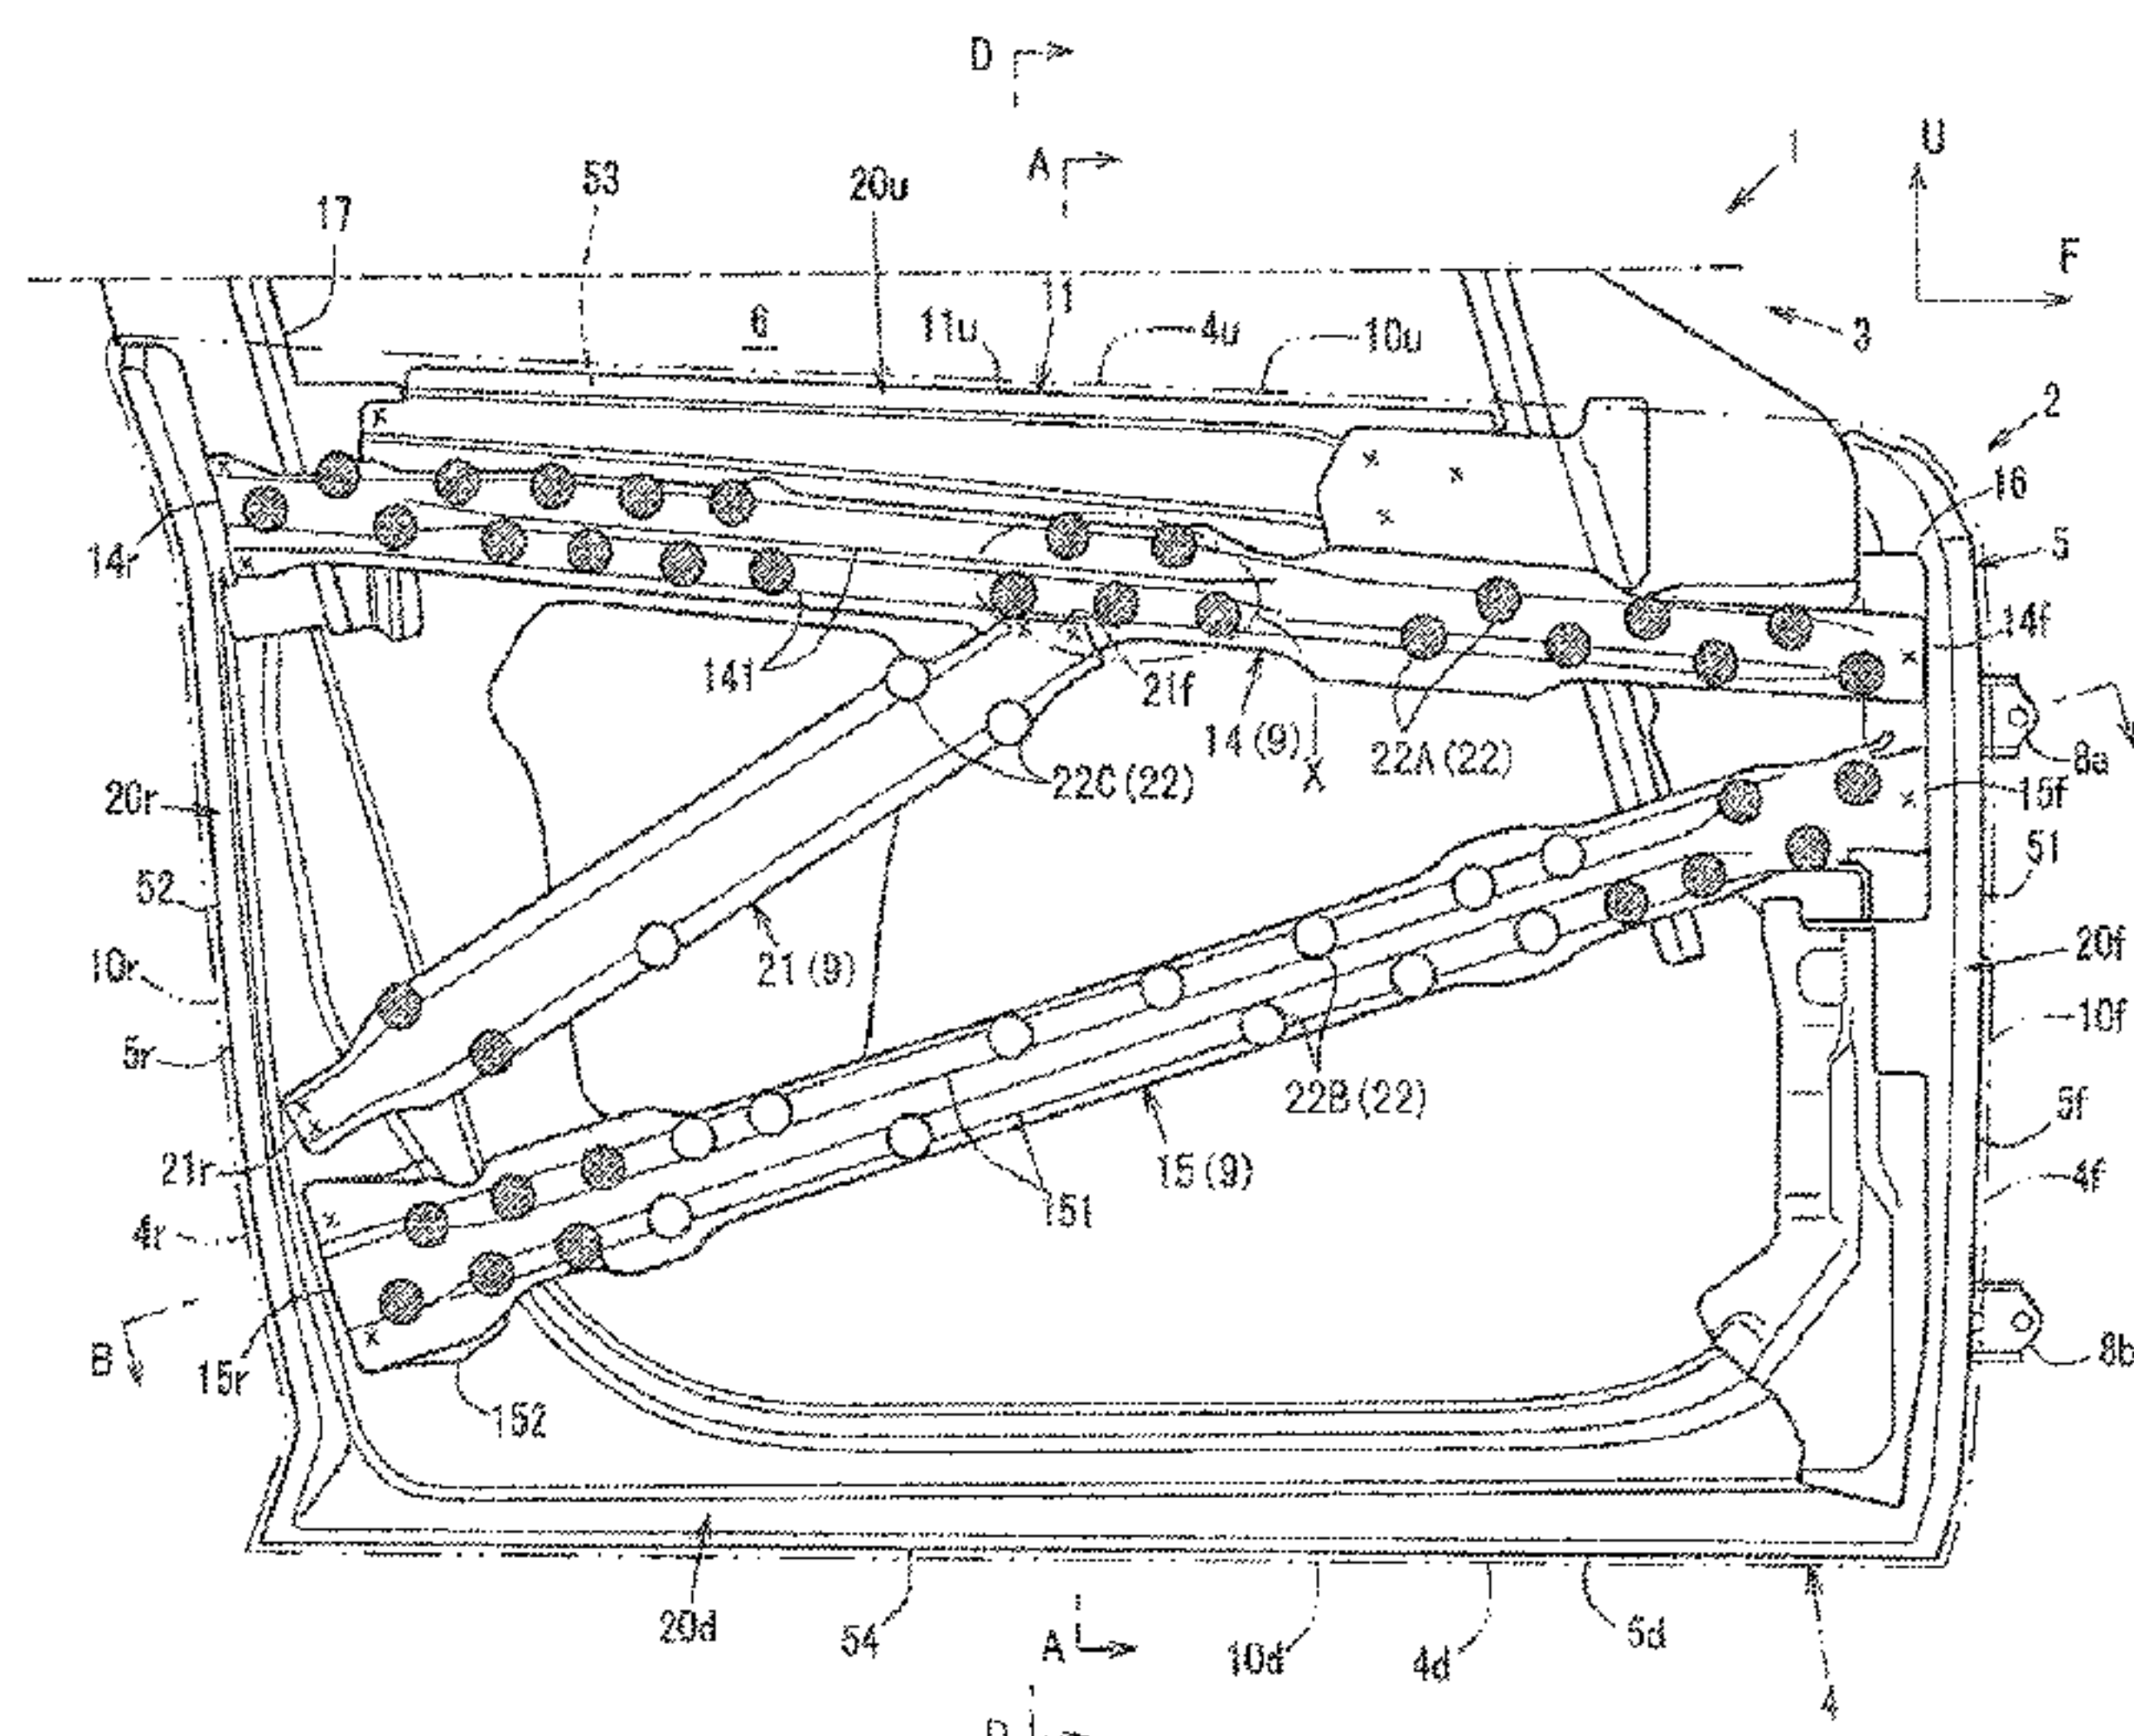 D
A
U
1
53
20u
17
F
6
11u
11
4u
10u
3
2
16
14r
5
141
21f
14f
14(9)
22A(22)
X
22C(22)
8a
20r
15f
51
52
21(9)
20f
10r
10f
5r
22B(22)
5f
21r
15(9)
4f
4r
151
B
15r
8b
152
20d
54
A
10d
4d
5d
4